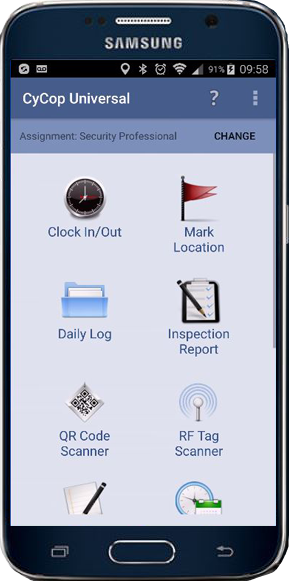 SAMSUNG
91% 09:58
CyCop Universal ?
Assignment: Security Professional CHANGE
Clock In/Out
Mark
Location
Daily Log
Inspection
Report
QR Code
Scanner
RF Tag
Scanner